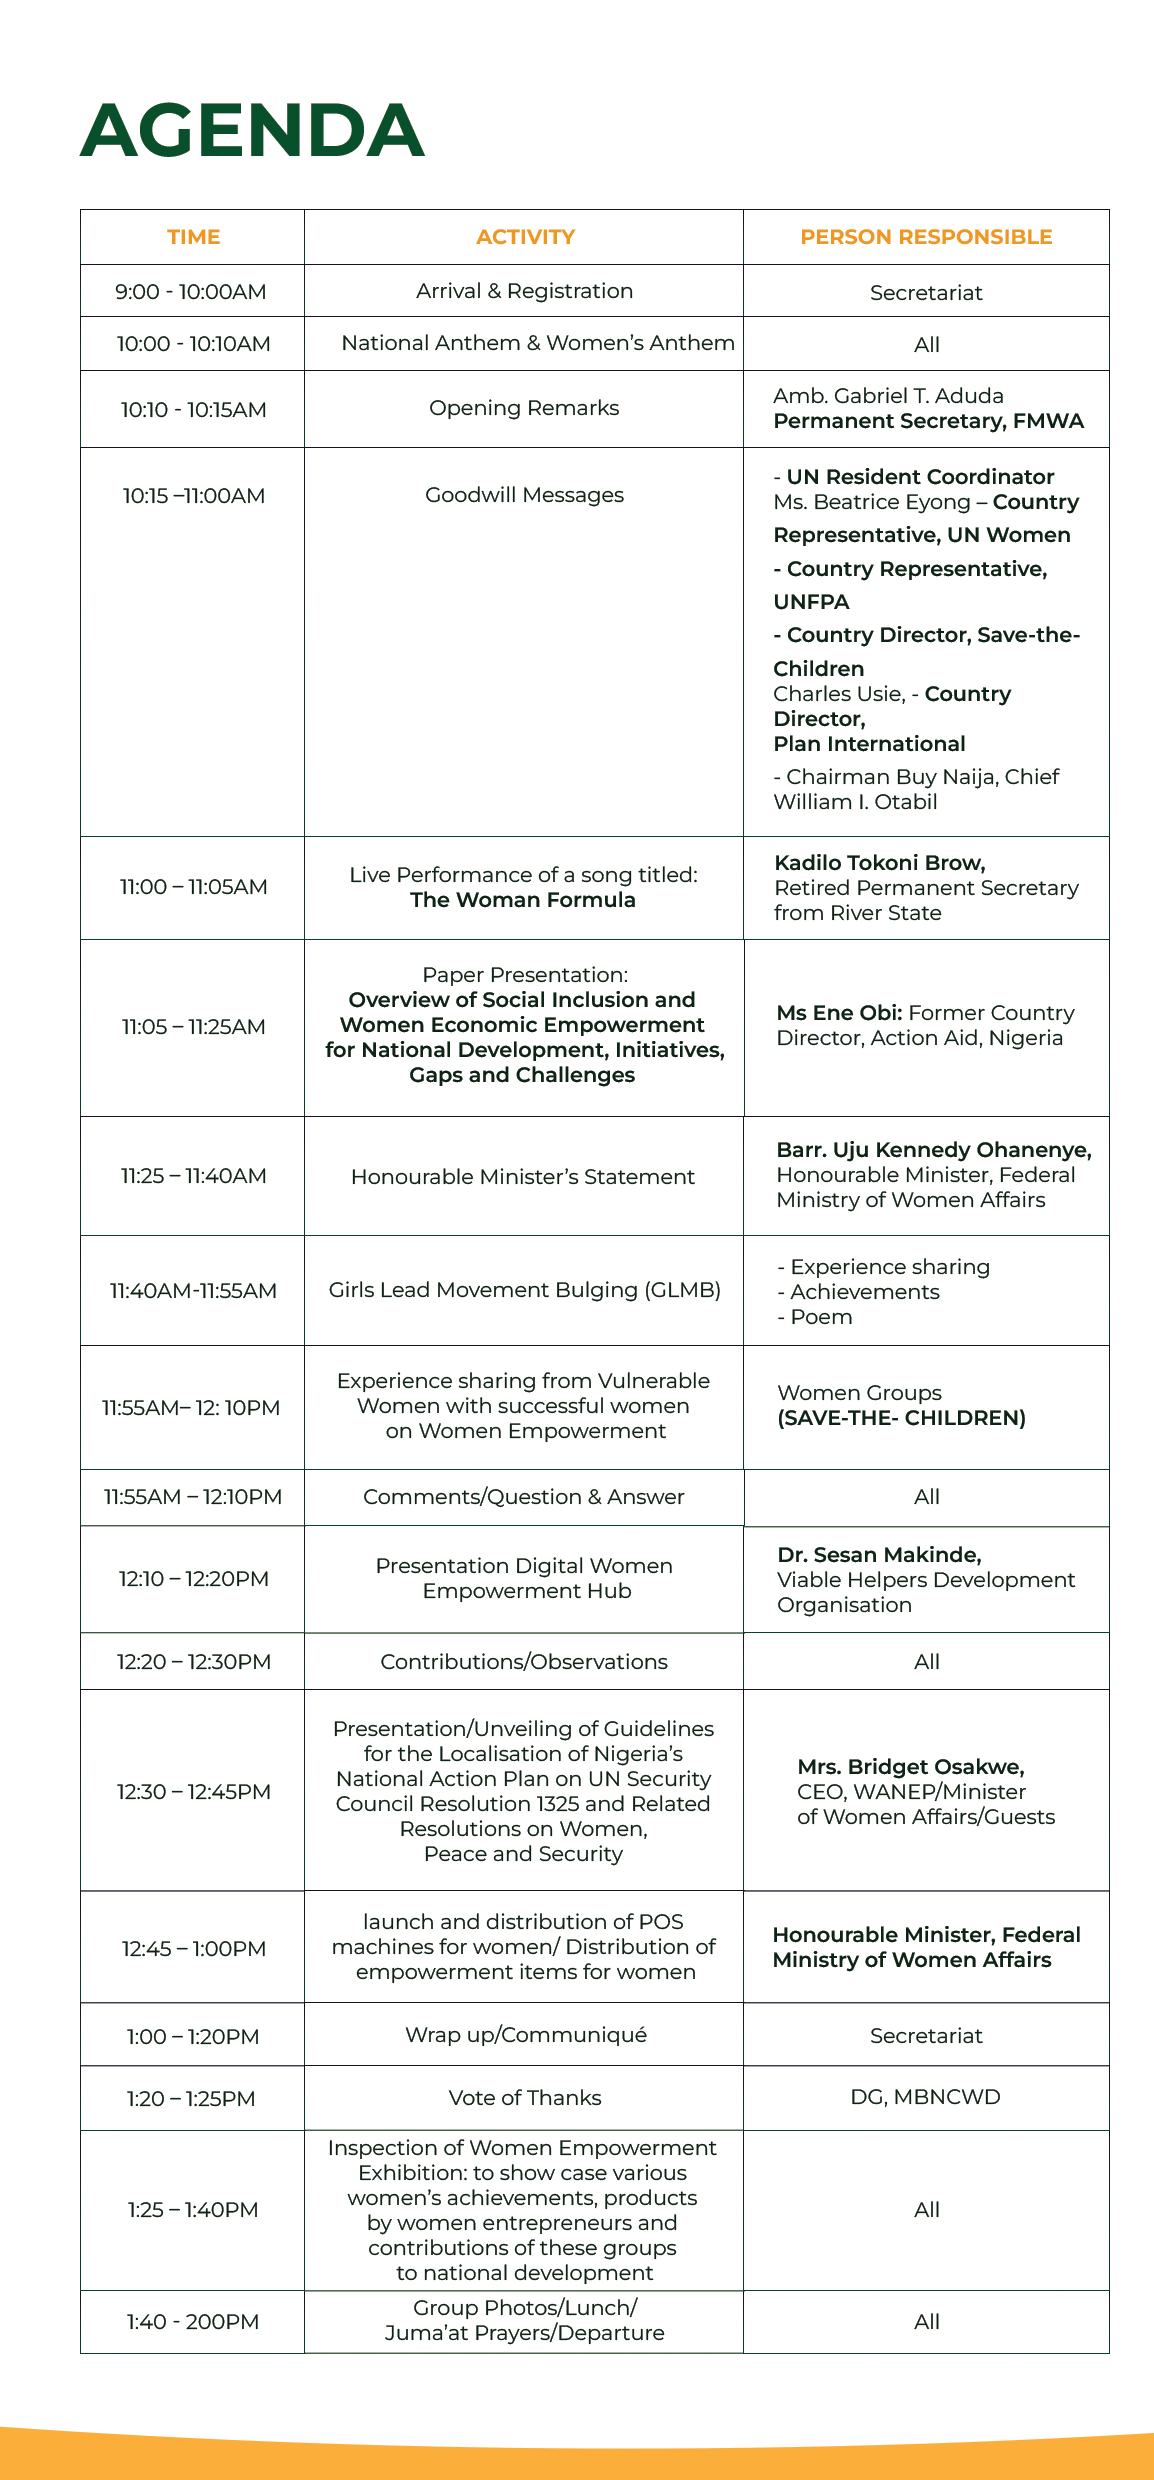 AGENDA
TIME
ACTIVITY
PERSON RESPONSIBLE
9:00 - 10:00AM
Arrival & Registration
Secretariat
10:00 - 10:10AM
National Anthem & Women’s Anthem
All
10:10 - 10:15AM
Opening Remarks
Amb. Gabriel T. Aduda
Permanent Secretary, FMWA
10:15 –11:00AM
Goodwill Messages
- UN Resident Coordinator
Ms. Beatrice Eyong – Country
Representative, UN Women
- Country Representative,
UNFPA
- Country Director, Save-the-
Children
Charles Usie, - Country
Director,
Plan International
- Chairman Buy Naija, Chief
William I. Otabil
11:00 – 11:05AM
Live Performance of a song titled:
The Woman Formula
Kadilo Tokoni Brow,
Retired Permanent Secretary
from River State
11:05 – 11:25AM
Paper Presentation:
Overview of Social Inclusion and
Women Economic Empowerment
for National Development, Initiatives,
Gaps and Challenges
Ms Ene Obi: Former Country
Director, Action Aid, Nigeria
11:25 – 11:40AM
Honourable Minister’s Statement
Barr. Uju Kennedy Ohanenye,
Honourable Minister, Federal
Ministry of Women Affairs
11:40AM-11:55AM
Girls Lead Movement Bulging (GLMB)
- Experience sharing
- Achievements
- Poem
11:55AM– 12: 10PM
Experience sharing from Vulnerable
Women with successful women
on Women Empowerment
Women Groups
(SAVE-THE- CHILDREN)
11:55AM – 12:10PM
Comments/Question & Answer
All
12:10 – 12:20PM
Presentation Digital Women
Empowerment Hub
Dr. Sesan Makinde,
Viable Helpers Development
Organisation
12:20 – 12:30PM
Contributions/Observations
All
12:30 – 12:45PM
Presentation/Unveiling of Guidelines
for the Localisation of Nigeria’s
National Action Plan on UN Security
Council Resolution 1325 and Related
Resolutions on Women,
Peace and Security
Mrs. Bridget Osakwe,
CEO, WANEP/Minister
of Women Affairs/Guests
12:45 – 1:00PM
launch and distribution of POS
machines for women/ Distribution of
empowerment items for women
Honourable Minister, Federal
Ministry of Women Affairs
1:00 – 1:20PM
Wrap up/Communiqué
Secretariat
1:20 – 1:25PM
Vote of Thanks
DG, MBNCWD
1:25 – 1:40PM
Inspection of Women Empowerment
Exhibition: to show case various
women’s achievements, products
by women entrepreneurs and
contributions of these groups
to national development
All
1:40 - 200PM
Group Photos/Lunch/
Juma’at Prayers/Departure
All